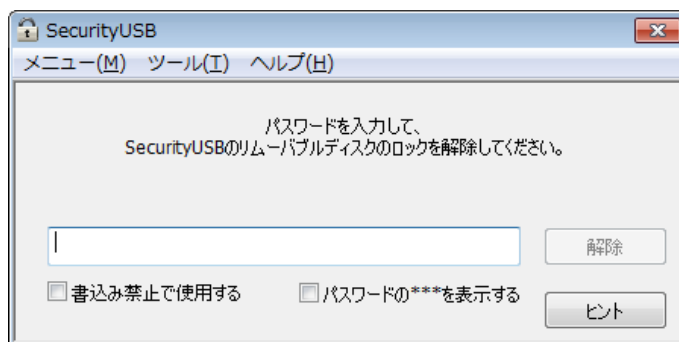 SecurityUSB
メニュー(M) ツール(T) ヘルプ(H)
パスワードを入力して、
SecurityUSBのリムーバブルディスクのロックを解除してください。
解除
書込み禁止で使用する パスワードの***を表示する
ヒント